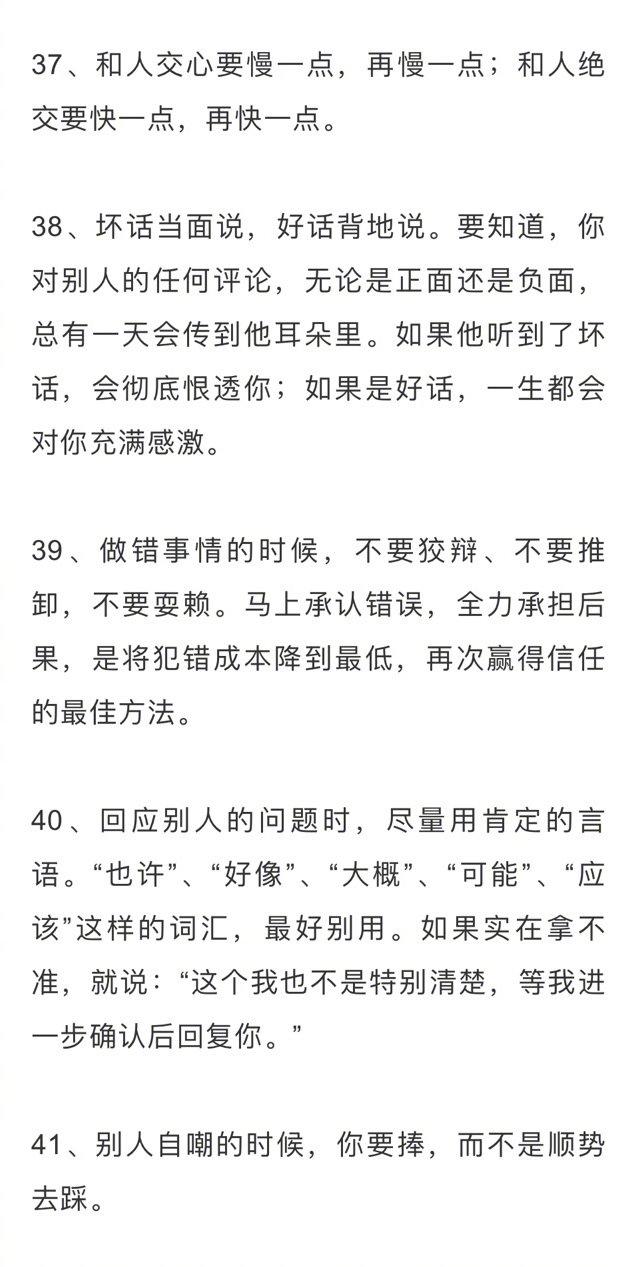 37、和人交心要慢一点，再慢一点；和人绝
交要快一点，再快一点。
38、坏话当面说，好话背地说。要知道，你
对别人的任何评论，无论是正面还是负面，
总有一天会传到他耳朵里。如果他听到了坏
话，会彻底恨透你；如果是好话，一生都会
对你充满感激。
39、做错事情的时候，不要狡辩、不要推
卸，不要耍赖。马上承认错误，全力承担后
果，是将犯错成本降到最低，再次赢得信任
的最佳方法。
40、回应别人的问题时，尽量用肯定的言
语。“也许”、“好像”、“大概”、“可能”、“应
该”这样的词汇，最好别用。如果实在拿不
准，就说：“这个我也不是特别清楚，等我进
一步确认后回复你。”
41、别人自嘲的时候，你要捧，而不是顺势
去踩。